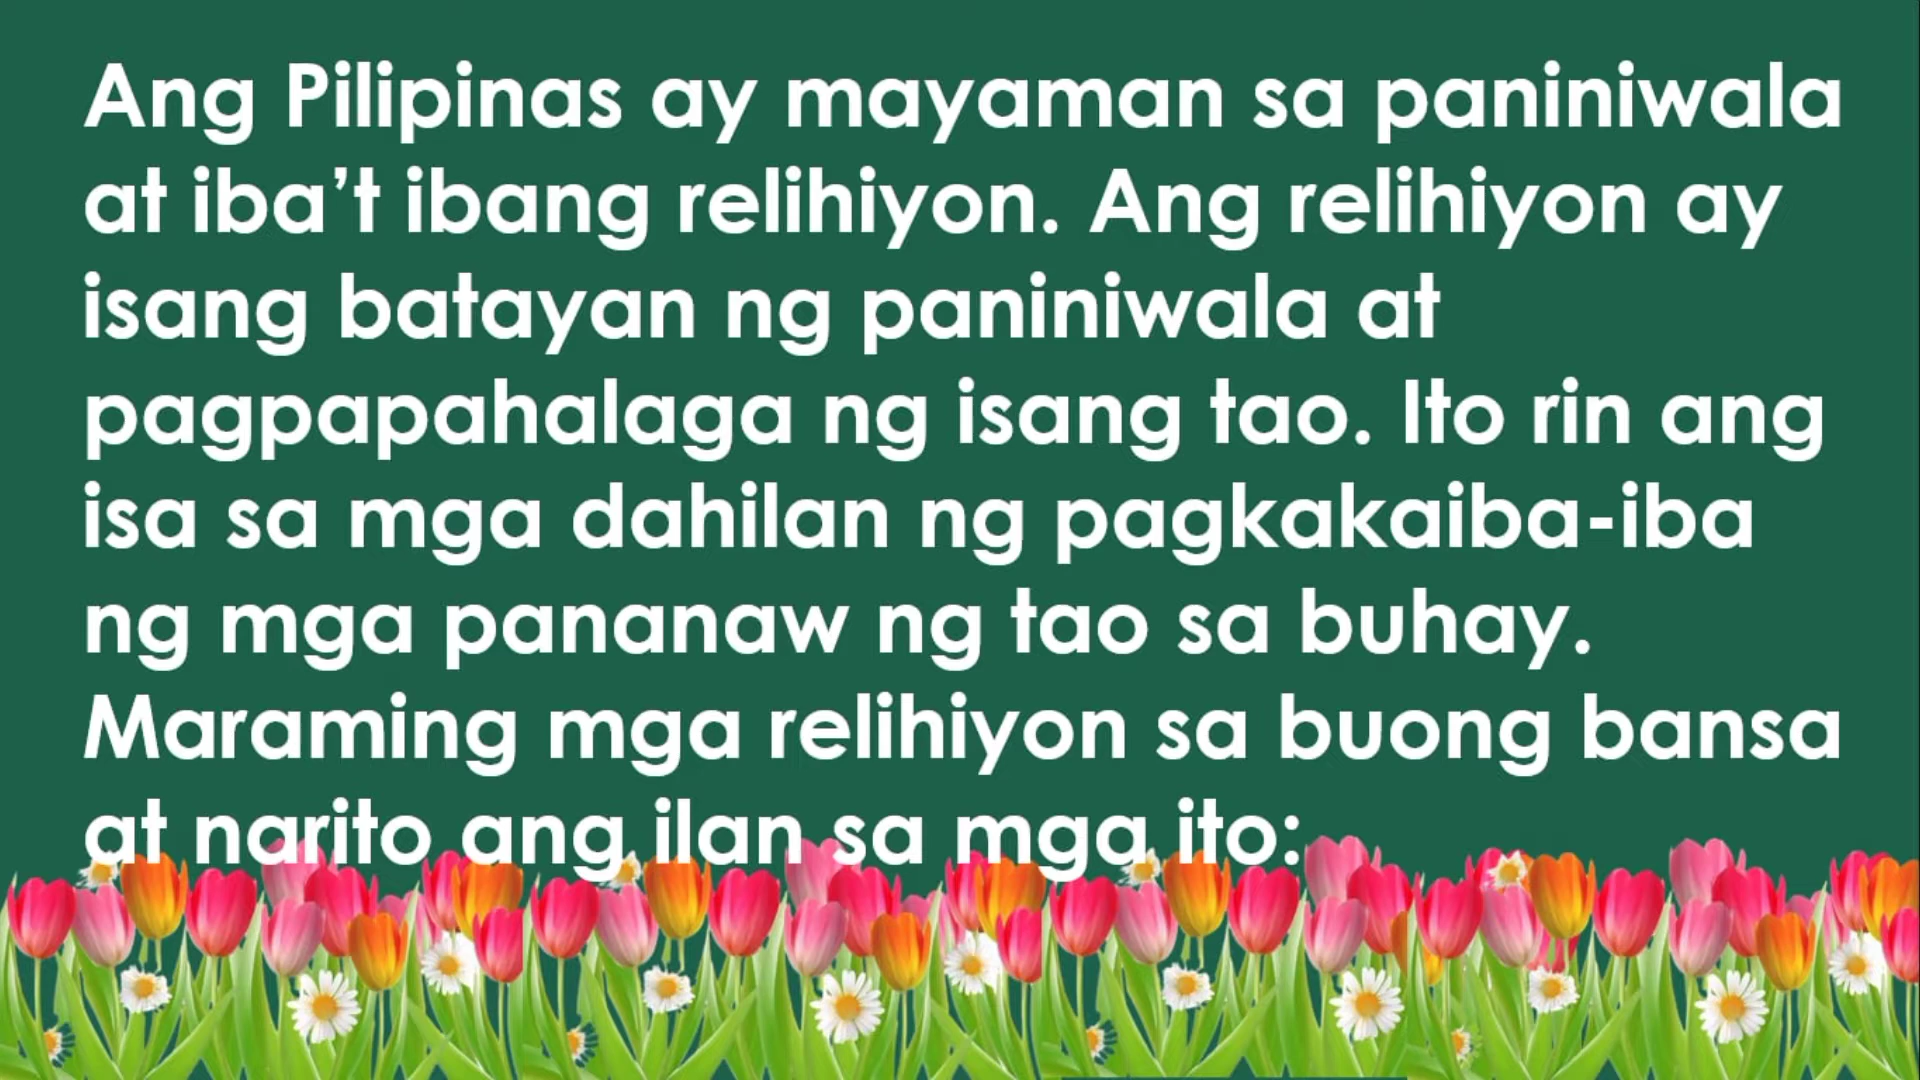 Ang Pilipinas ay mayaman sa paniniwala
at iba’t ibang relihiyon. Ang relihiyon ay
isang batayan ng paniniwala at
pagpapahalaga ng isang tao. Ito rin ang
isa sa mga dahilan ng pagkakaiba-iba
ng mga pananaw ng tao sa buhay.
Maraming mga relihiyon sa buong bansa
at narito ang ilan sa mga ito: